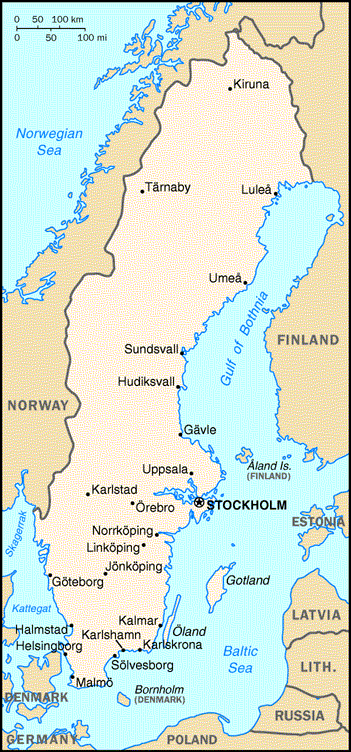 0 50 100 km
0 50 100 mi
Kiruna
Norwegian
Sea
Tärnaby
Luleå
Umeå
Gulf of Bothnia
FINLAND
Sundsvall
Hudiksvall
NORWAY
Gävle
Uppsala
Åland Is.
(FINLAND)
Karlstad
Örebro
STOCKHOLM
ESTONIA
Skagerrak
Norrköping
Linköping
Jönköping
Göteborg
Gotland
Kattegat
LATVIA
Halmstad
Kalmar
Öland
Karlshamn
Helsingborg
Karlskrona
Baltic
Sea
Sölvesborg
LITH.
Malmö
DENMARK
Bornholm
(DENMARK)
RUSSIA
GERMANY
POLAND